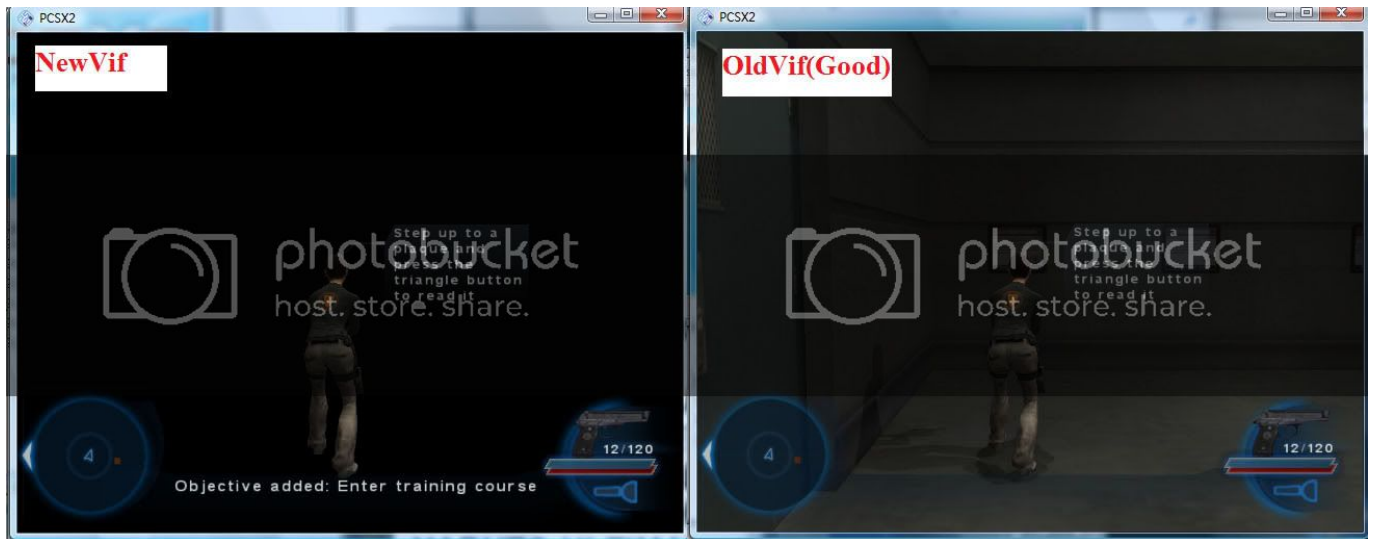 PCSX2
NewVif
photobucket
host. store. share.
Step up to a
plaque and
press the
triangle button
to read it
4
12/120
Objective added: Enter training course
PCSX2
OldVif(Good)
photobucket
host. store. share.
Step up to a
plaque and
press the
triangle button
to read it
4
12/120